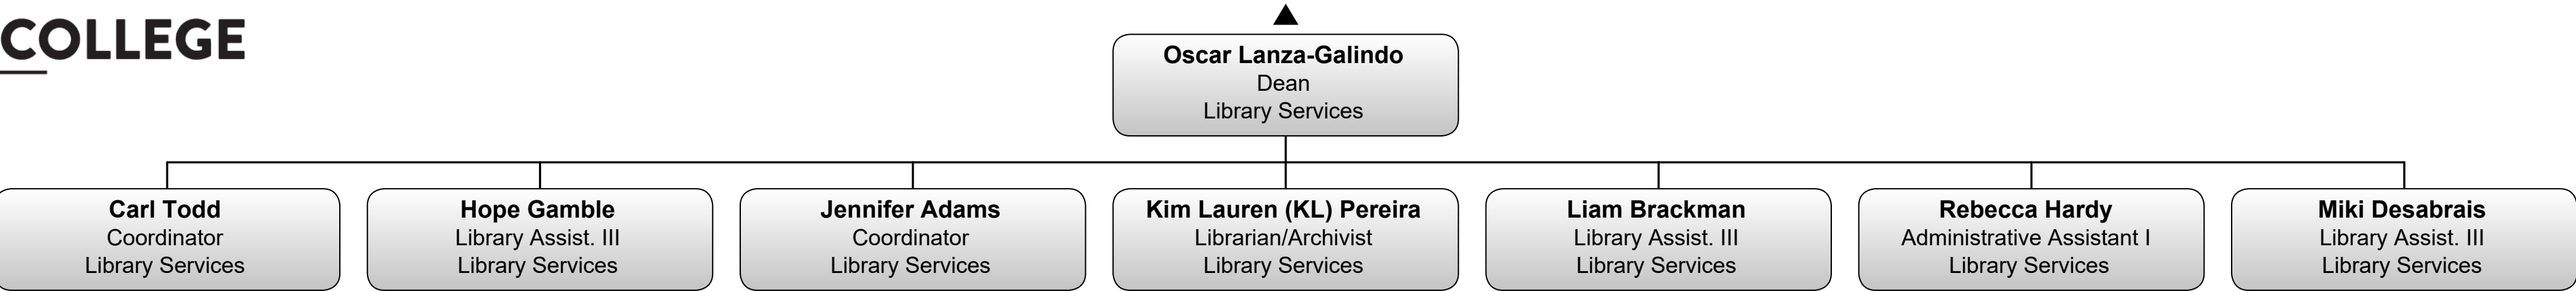 COLLEGE
Oscar Lanza-Galindo
Dean
Library Services
Carl Todd
Coordinator
Library Services
Hope Gamble
Library Assist. III
Library Services
Jennifer Adams
Coordinator
Library Services
Kim Lauren (KL) Pereira
Librarian/Archivist
Library Services
Liam Brackman
Library Assist. III
Library Services
Rebecca Hardy
Administrative Assistant I
Library Services
Miki Desabrais
Library Assist. III
Library Services